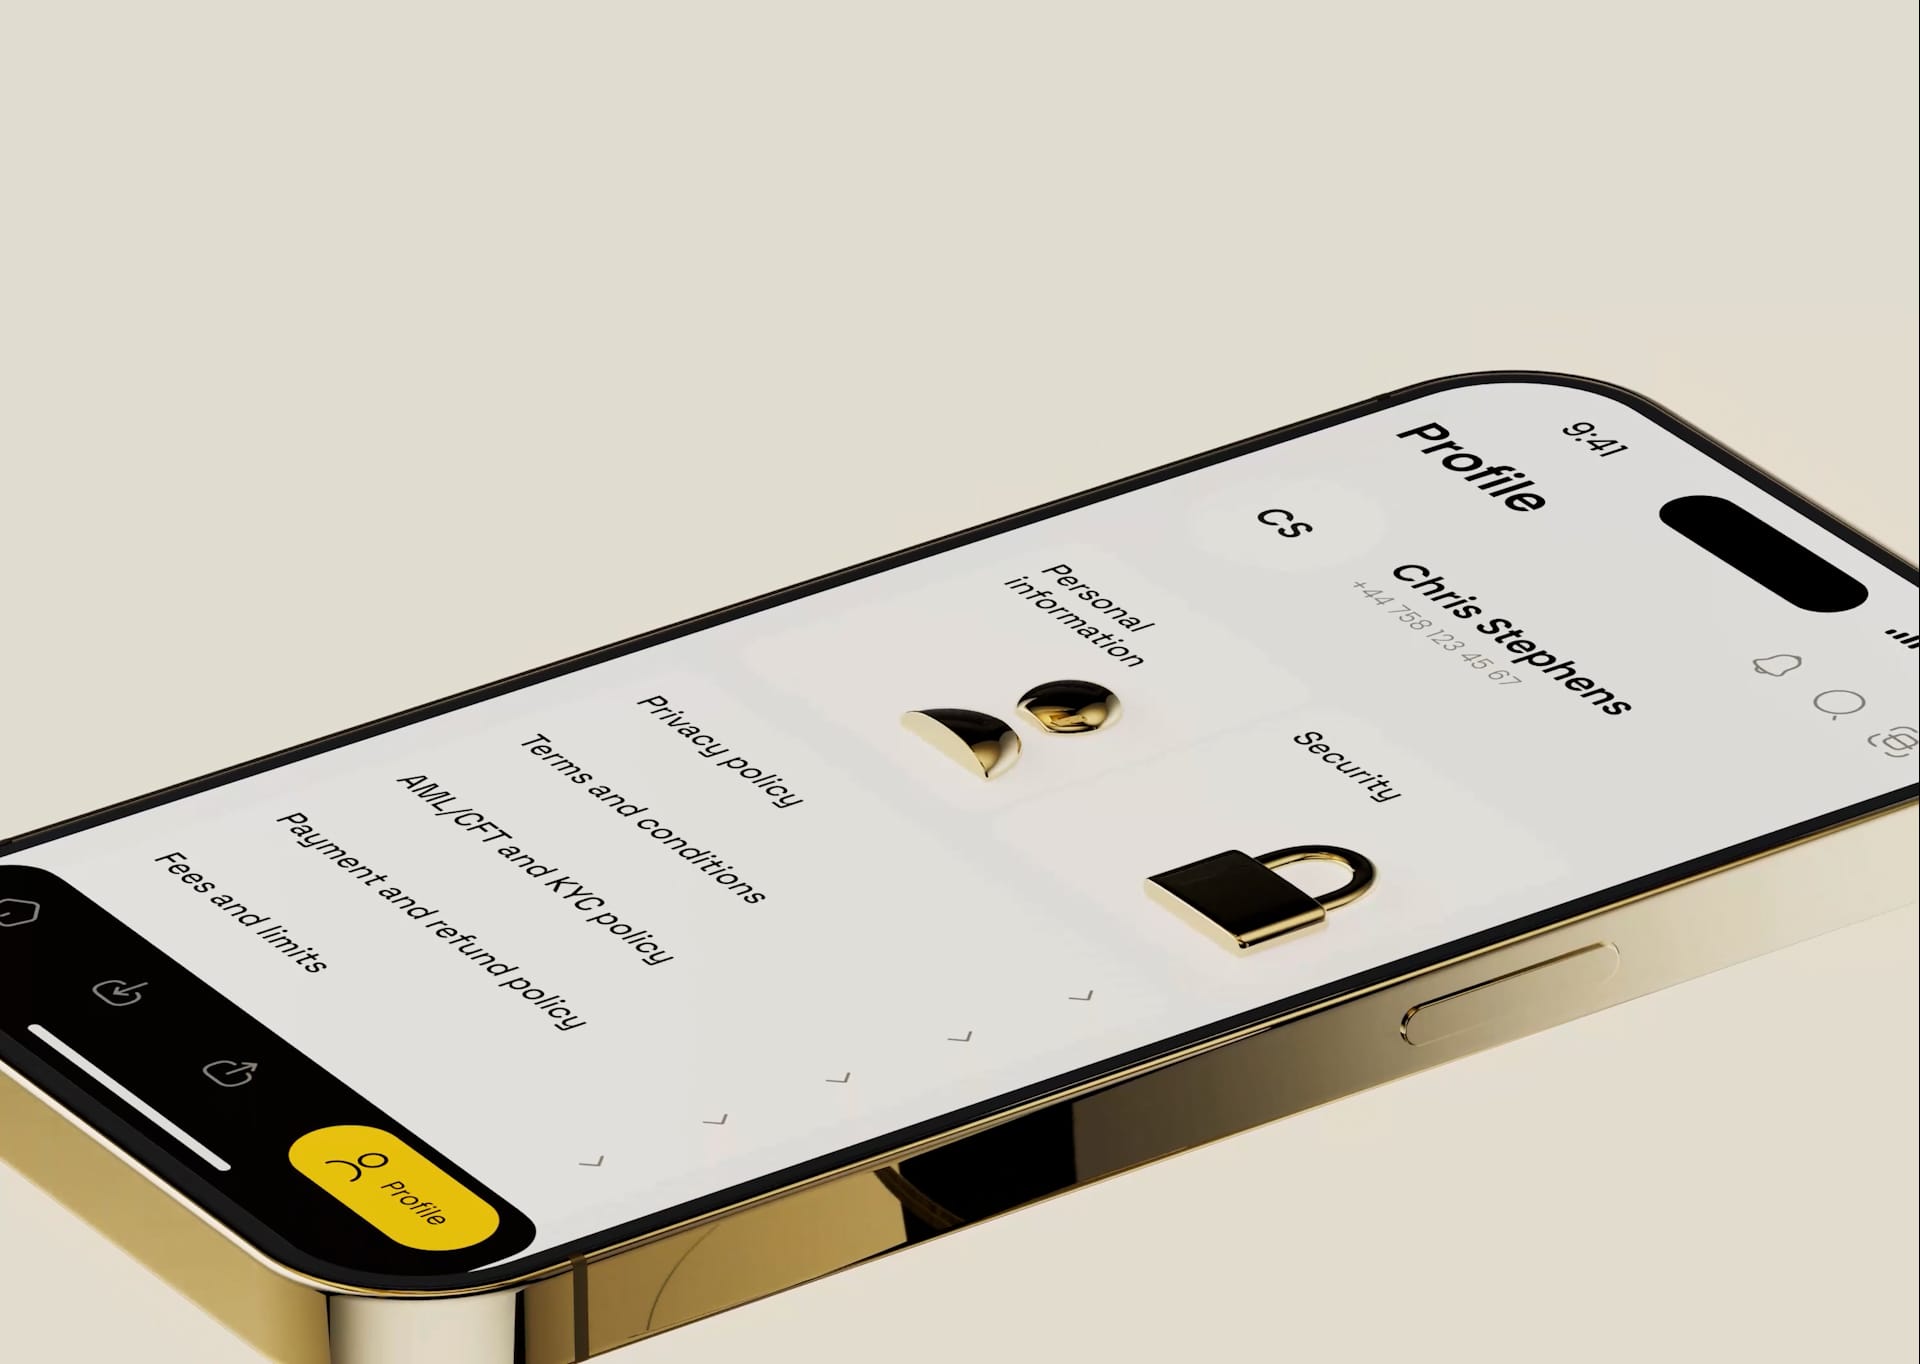 9:41
Profile
CS
Chris Stephens
+44 758 123 45 67
Personal
information
Security
Privacy policy
Terms and conditions
AML/CFT and KYC policy
Payment and refund policy
Fees and limits
Profile